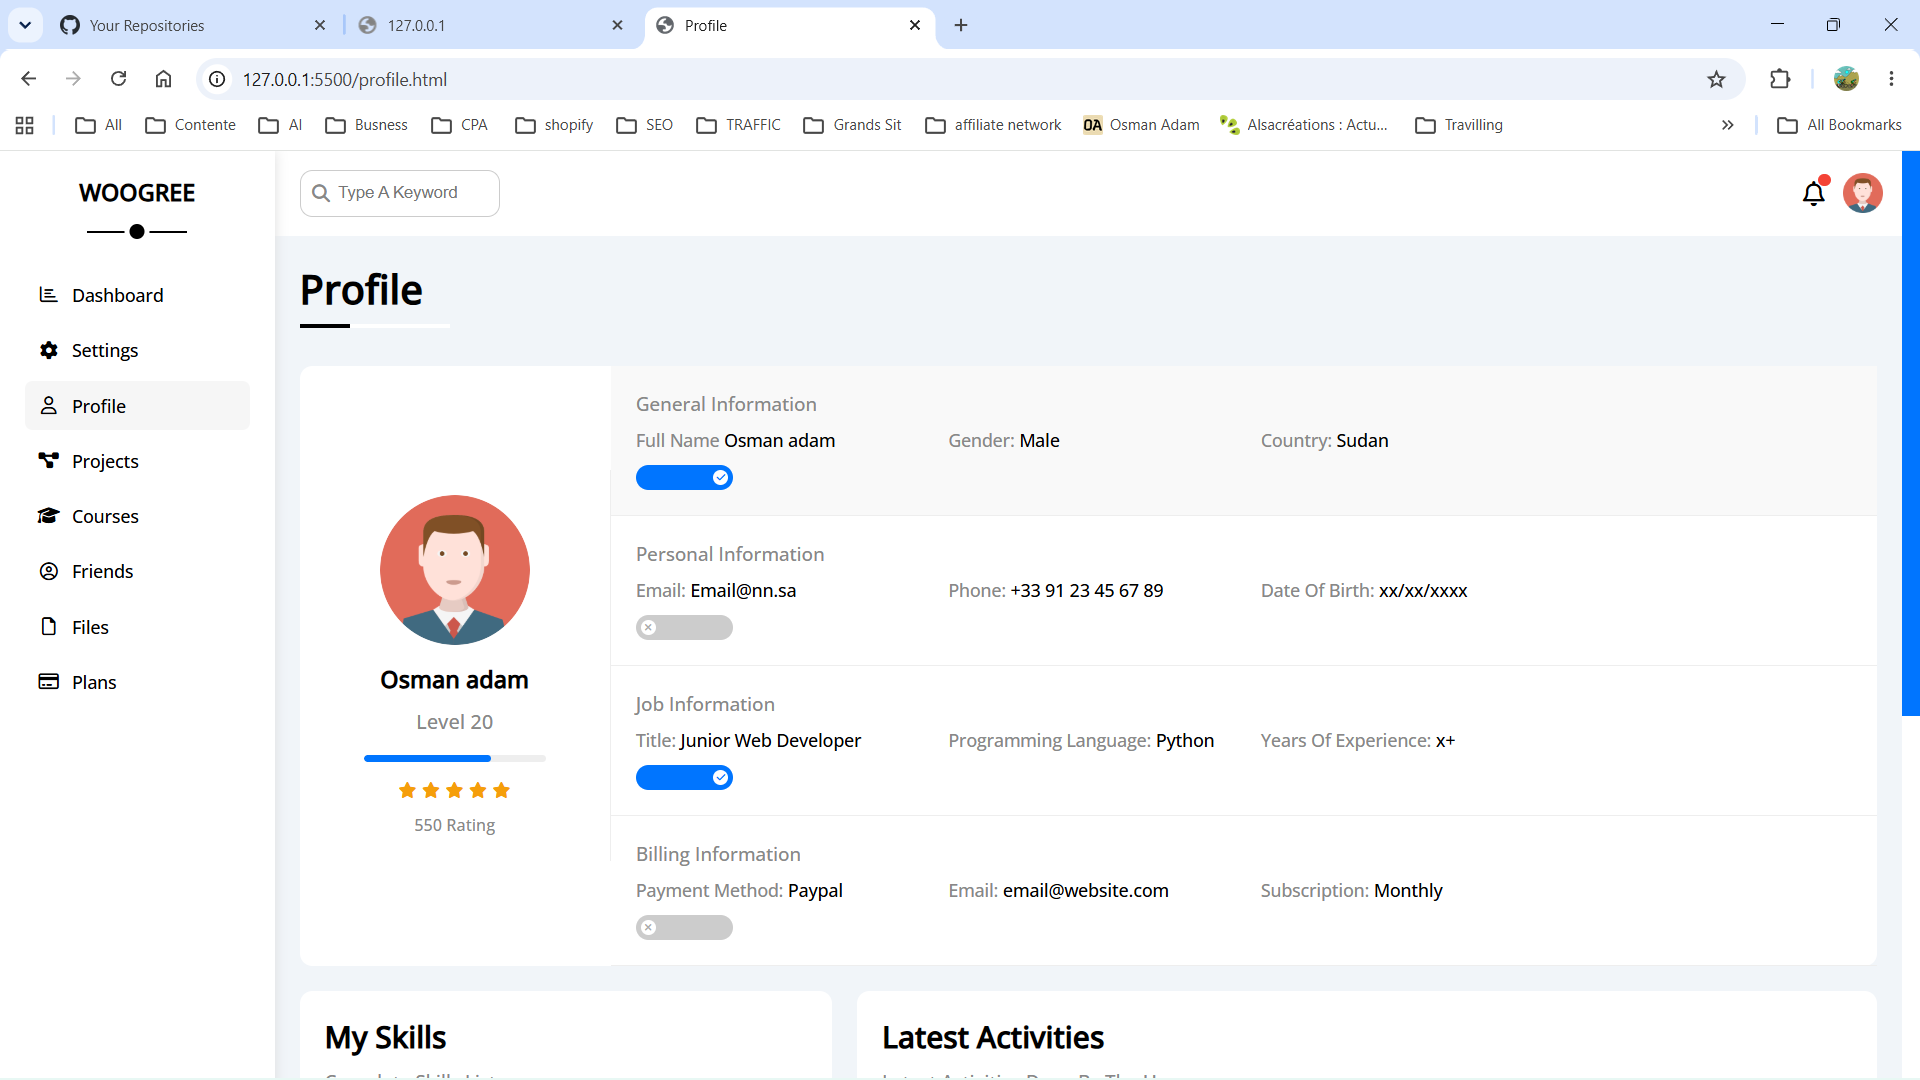 Your Repositories
127.0.0.1
Profile
127.0.0.1:5500/profile.html
All
Contente
AI
Busness
CPA
shopify
SEO
TRAFFIC
Grands Sit
affiliate network
OA Osman Adam
Alsacréations : Actu...
Travilling
All Bookmarks
WOOGREE
Type A Keyword
Dashboard
Settings
Profile
Projects
Courses
Friends
Files
Plans
Profile
Osman adam
Level 20
550 Rating
General Information
Full Name Osman adam
Gender: Male
Country: Sudan
Personal Information
Email: Email@nn.sa
Phone: +33 91 23 45 67 89
Date Of Birth: xx/xx/xxxx
Job Information
Title: Junior Web Developer
Programming Language: Python
Years Of Experience: x+
Billing Information
Payment Method: Paypal
Email: email@website.com
Subscription: Monthly
My Skills
Latest Activities